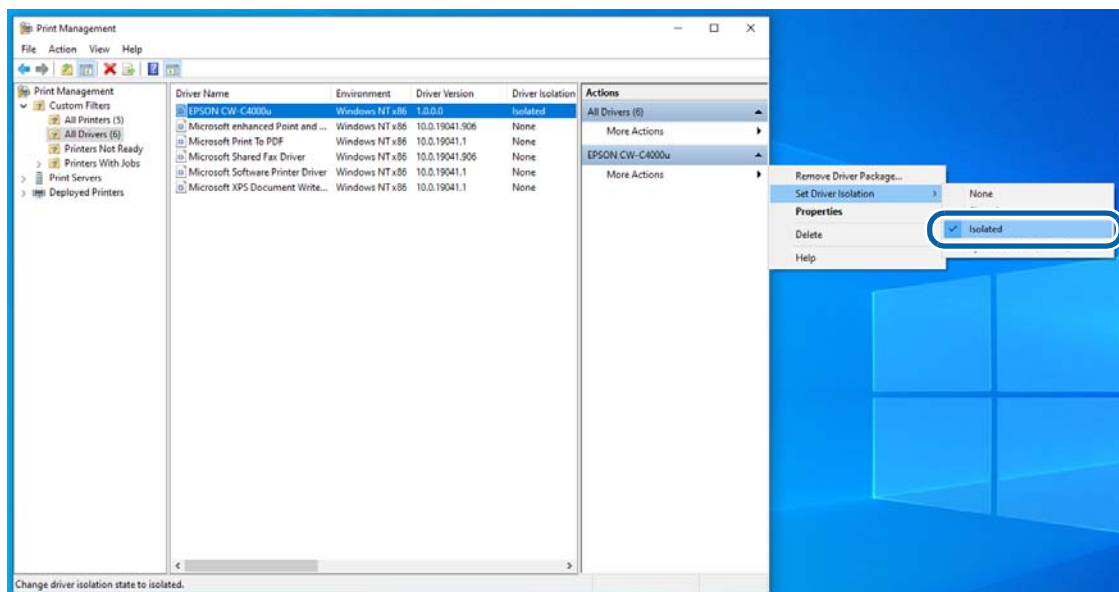 Print Management
File Action View Help
Print Management
Custom Filters
All Printers (5)
All Drivers (6)
Printers Not Ready
Printers With Jobs
Print Servers
Deployed Printers
Driver Name Environment Driver Version Driver Isolation
EPSON CW-C4000u Windows NT x86 1.0.0.0 Isolated
Microsoft enhanced Point and ... Windows NT x86 10.0.19041.906 None
Microsoft Print To PDF Windows NT x86 10.0.19041.1 None
Microsoft Shared Fax Driver Windows NT x86 10.0.19041.906 None
Microsoft Software Printer Driver Windows NT x86 10.0.19041.1 None
Microsoft XPS Document Write... Windows NT x86 10.0.19041.1 None
Actions
All Drivers (6)
More Actions
EPSON CW-C4000u
More Actions
Remove Driver Package...
Set Driver Isolation
Properties
Delete
Help
None
Isolated
Change driver isolation state to isolated.